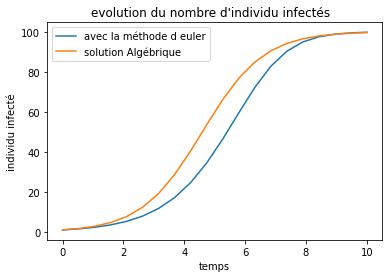 evolution du nombre d'individu infectés
avec la méthode d euler
solution Algébrique
individu infecté
100
80
60
40
20
0
0 2 4 6 8 10
temps